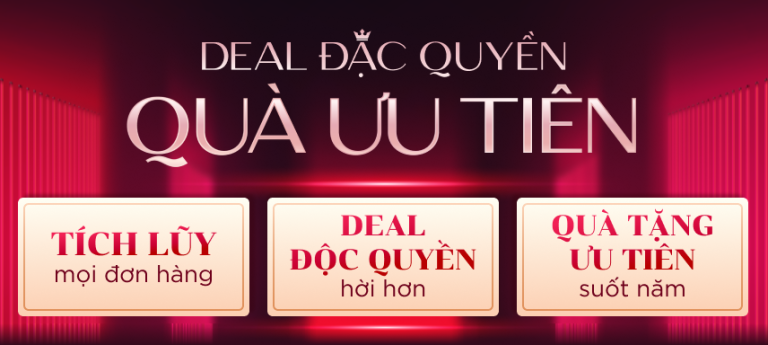 DEAL ĐẶC QUYỀN
QUÀ ƯU TIÊN
TÍCH LŨY
mọi đơn hàng
DEAL
ĐỘC QUYỀN
hời hơn
QUÀ TẶNG
ƯU TIÊN
suốt năm